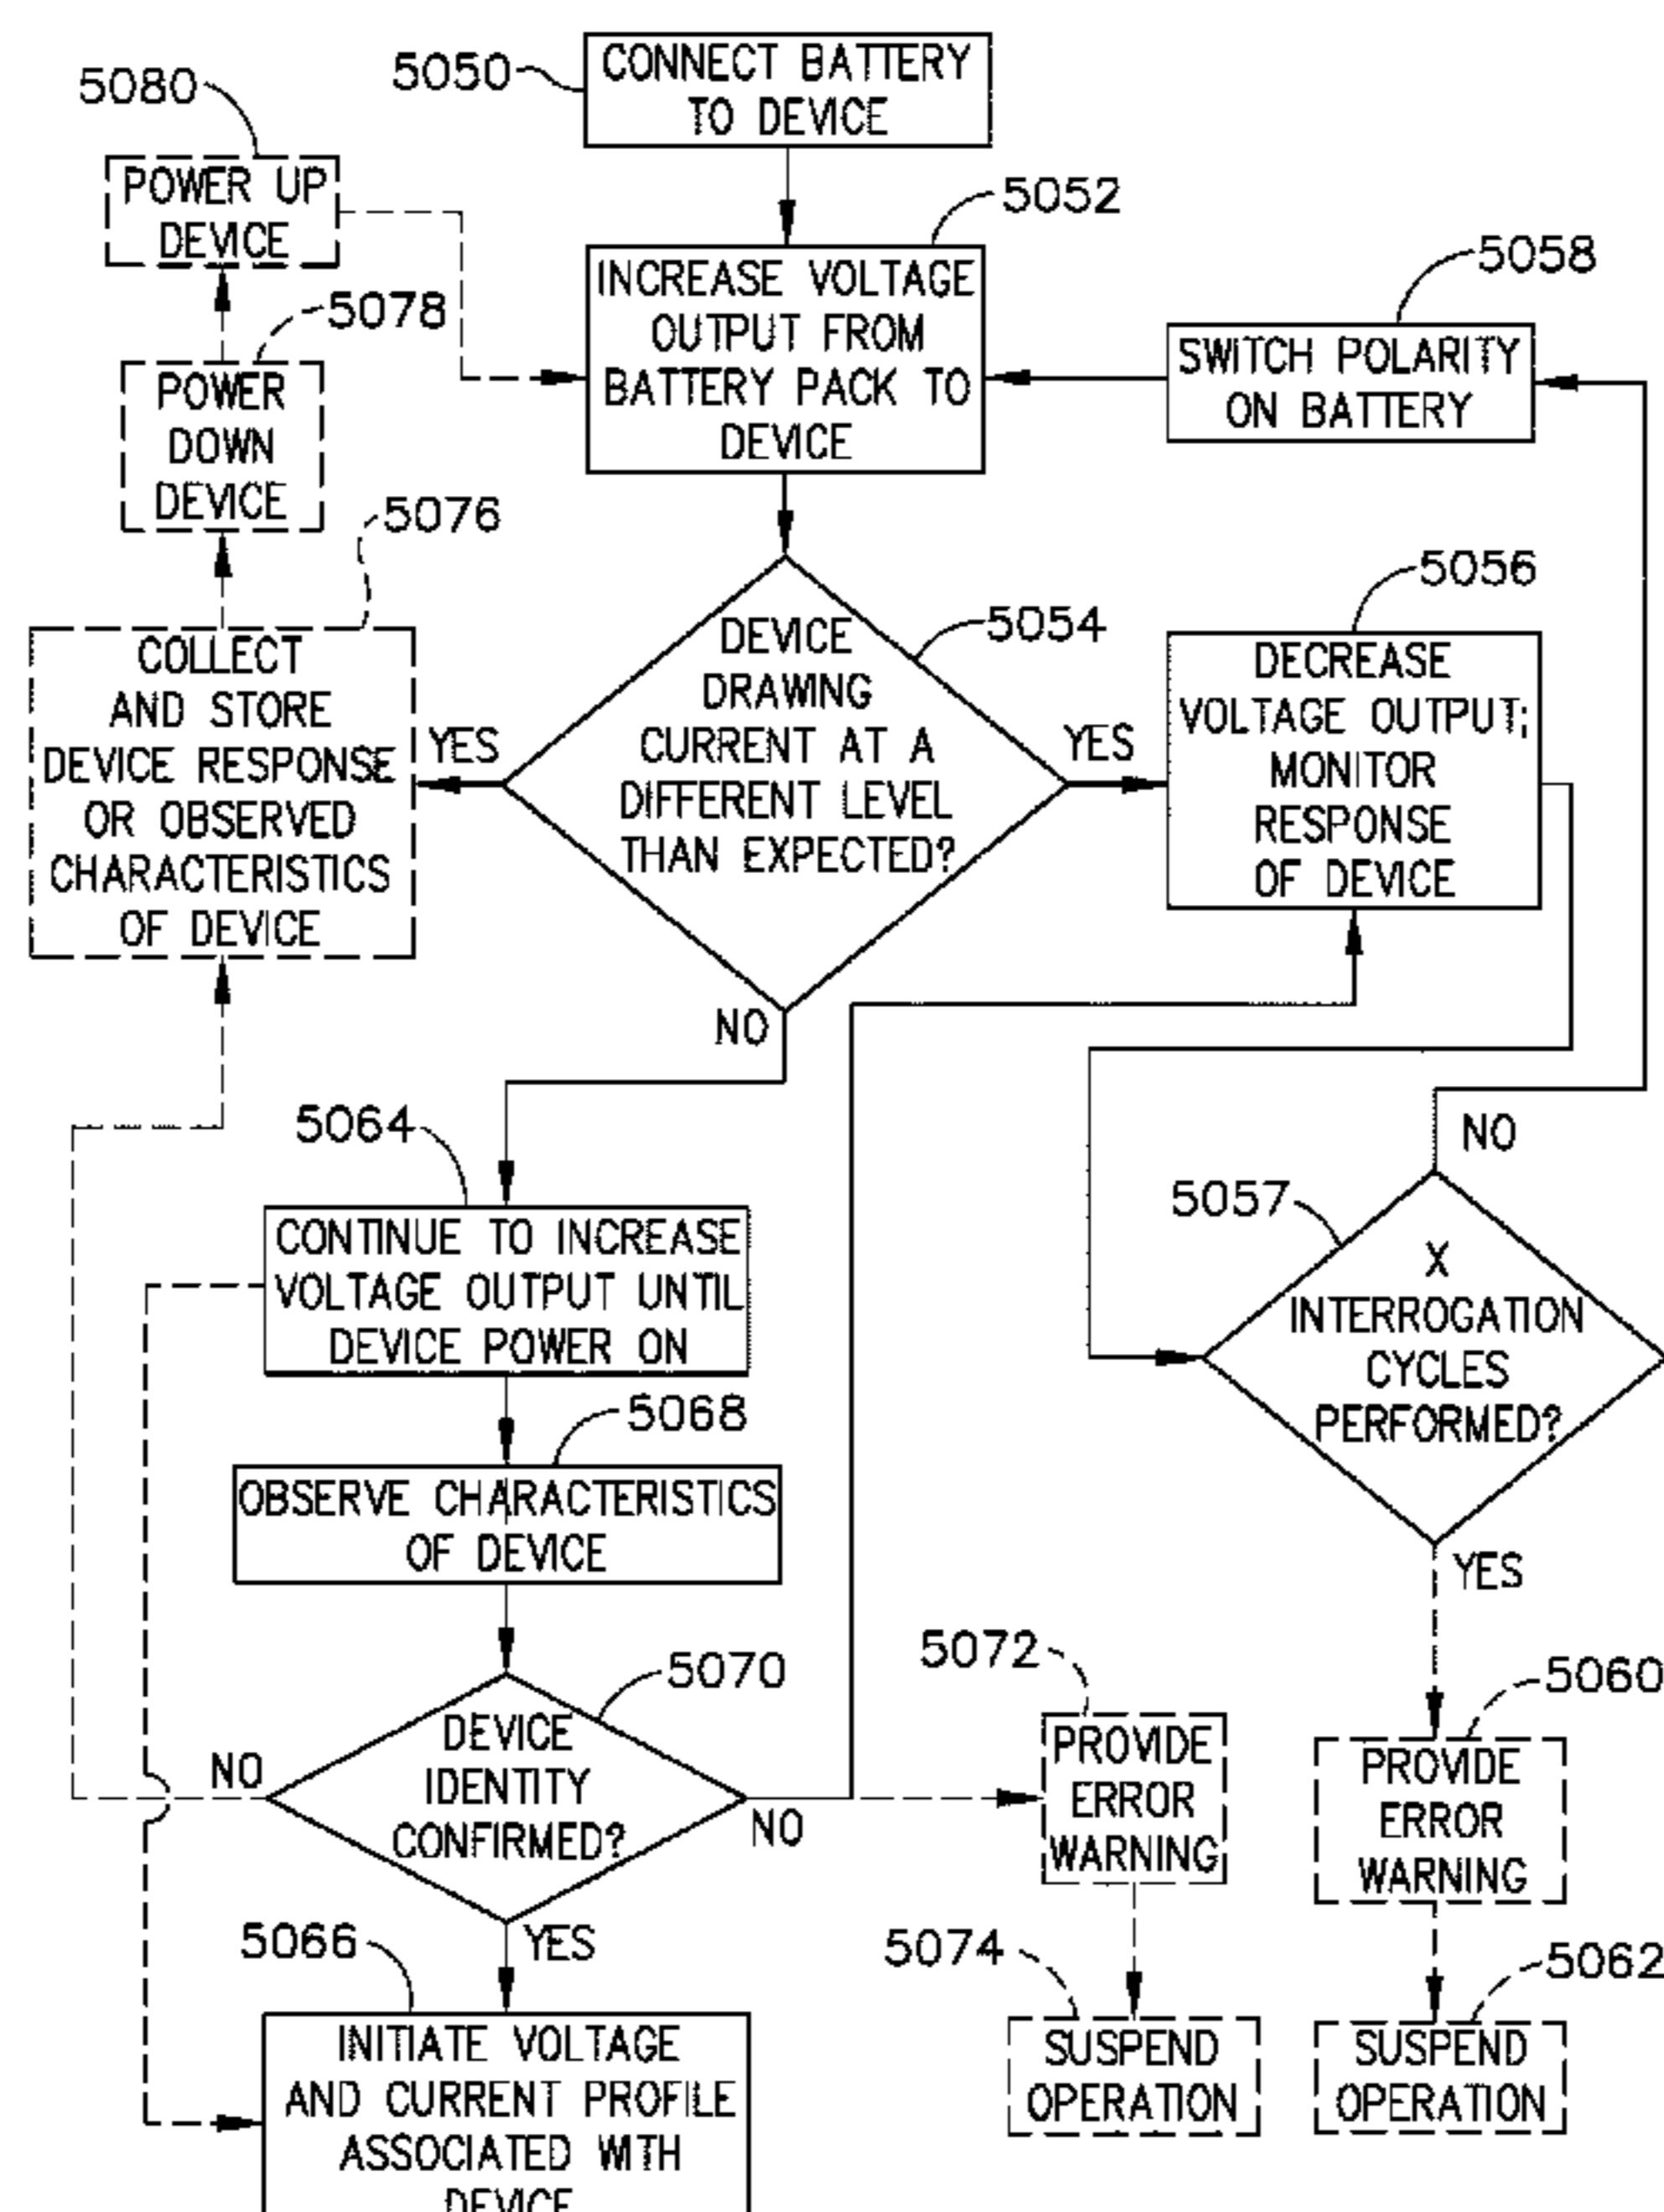 5050
CONNECT BATTERY
TO DEVICE
5080
POWER UP
DEVICE
5052
INCREASE VOLTAGE
OUTPUT FROM
BATTERY PACK TO
DEVICE
5058
SWITCH POLARITY
ON BATTERY
5078
POWER
DOWN
DEVICE
5076
COLLECT
AND STORE
DEVICE RESPONSE
OR OBSERVED
CHARACTERISTICS
OF DEVICE
YES
5054
DEVICE
DRAWING
CURRENT AT A
DIFFERENT LEVEL
THAN EXPECTED?
YES
NO
5056
DECREASE
VOLTAGE OUTPUT;
MONITOR
RESPONSE
OF DEVICE
5064
CONTINUE TO INCREASE
VOLTAGE OUTPUT UNTIL
DEVICE POWER ON
NO
5057
X
INTERROGATION
CYCLES
PERFORMED?
YES
5068
OBSERVE CHARACTERISTICS
OF DEVICE
5070
DEVICE
IDENTITY
CONFIRMED?
NO
NO
YES
5072
PROVIDE
ERROR
WARNING
5060
PROVIDE
ERROR
WARNING
5066
INITIATE VOLTAGE
AND CURRENT PROFILE
ASSOCIATED WITH
DEVICE
5074
SUSPEND
OPERATION
5062
SUSPEND
OPERATION